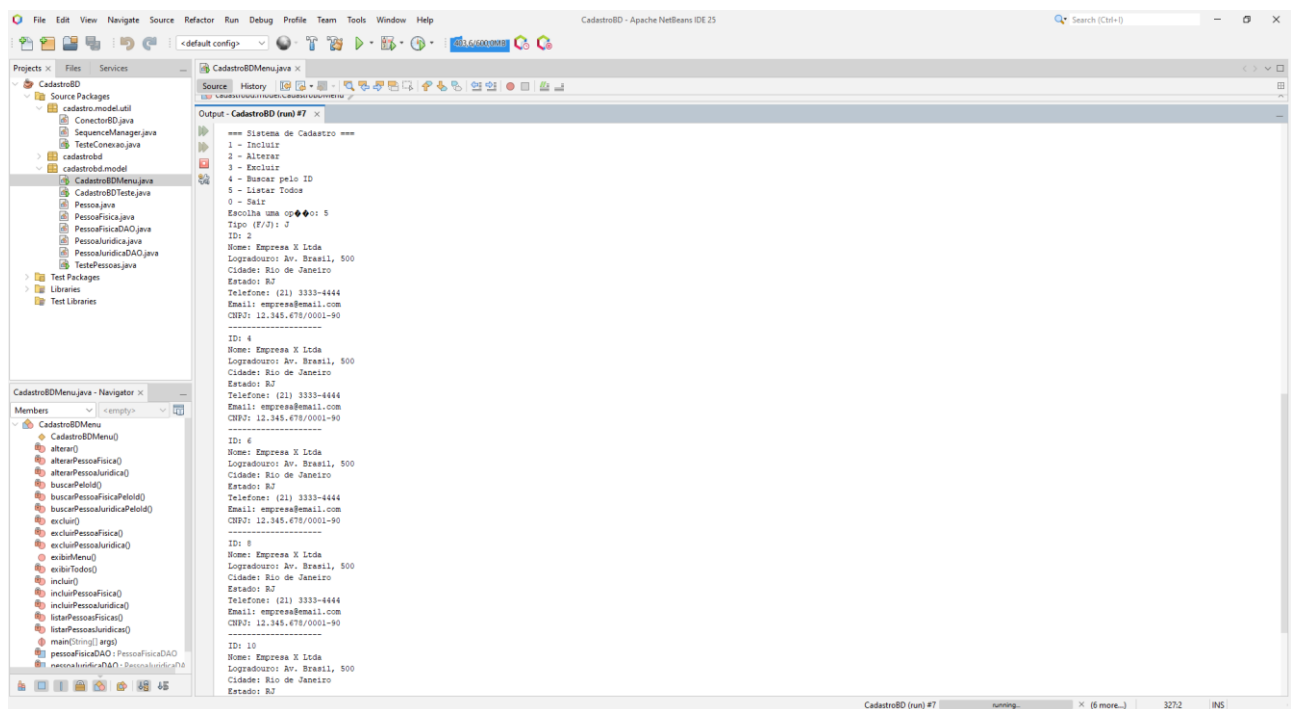 File Edit View Navigate Source Refactor Run Debug Profile Team Tools Window Help
CadastroBD - Apache NetBeans IDE 25
Search (Ctrl+I)
<default config>
Projects
Files
Services
CadastroBD
Source Packages
cadastro.model.util
ConectorBD.java
SequenceManager.java
TesteConexao.java
cadastrobd
cadastrobd.model
CadastroBDMenu.java
CadastroBDTeste.java
Pessoa.java
PessoaFisica.java
PessoaFisicaDAO.java
PessoaJuridica.java
PessoaJuridicaDAO.java
TestePessoas.java
Test Packages
Libraries
Test Libraries
CadastroBDMenu.java - Navigator
Members
<empty>
CadastroBDMenu
CadastroBDMenu()
alterar()
alterarPessoaFisica()
alterarPessoaJuridica()
buscarPeloId()
buscarPessoaFisicaPeloId()
buscarPessoaJuridicaPeloId()
excluir()
excluirPessoaFisica()
excluirPessoaJuridica()
exibirMenu()
exibirTodos()
incluir()
incluirPessoaFisica()
incluirPessoaJuridica()
listarPessoasFisicas()
listarPessoasJuridicas()
main(String[] args)
pessoaFisicaDAO : PessoaFisicaDAO
CadastroBDMenu.java
Source
History
Output - CadastroBD (run) #7
=== Sistema de Cadastro ===
1 - Incluir
2 - Alterar
3 - Excluir
4 - Buscar pelo ID
5 - Listar Todos
0 - Sair
Escolha uma op��o: 5
Tipo (F/J): J
ID: 2
Nome: Empresa X Ltda
Logradouro: Av. Brasil, 500
Cidade: Rio de Janeiro
Estado: RJ
Telefone: (21) 3333-4444
Email: empresa@email.com
CNPJ: 12.345.678/0001-90
--------------------
ID: 4
Nome: Empresa X Ltda
Logradouro: Av. Brasil, 500
Cidade: Rio de Janeiro
Estado: RJ
Telefone: (21) 3333-4444
Email: empresa@email.com
CNPJ: 12.345.678/0001-90
--------------------
ID: 6
Nome: Empresa X Ltda
Logradouro: Av. Brasil, 500
Cidade: Rio de Janeiro
Estado: RJ
Telefone: (21) 3333-4444
Email: empresa@email.com
CNPJ: 12.345.678/0001-90
--------------------
ID: 8
Nome: Empresa X Ltda
Logradouro: Av. Brasil, 500
Cidade: Rio de Janeiro
Estado: RJ
Telefone: (21) 3333-4444
Email: empresa@email.com
CNPJ: 12.345.678/0001-90
--------------------
ID: 10
Nome: Empresa X Ltda
Logradouro: Av. Brasil, 500
Cidade: Rio de Janeiro
Estado: RJ
CadastroBD (run) #7
running...
(6 more...)
327:2
INS